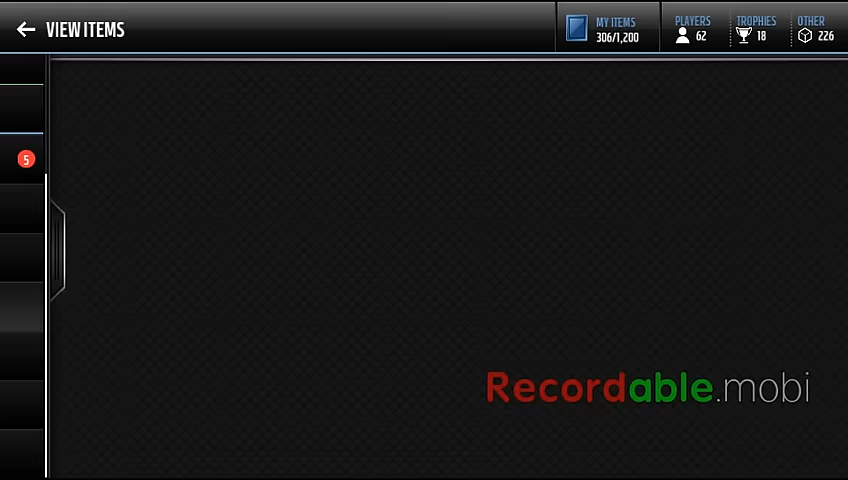 VIEW ITEMS
MY ITEMS
306/1,200
PLAYERS
62
TROPHIES
18
OTHER
226
5
Recordable.mobi